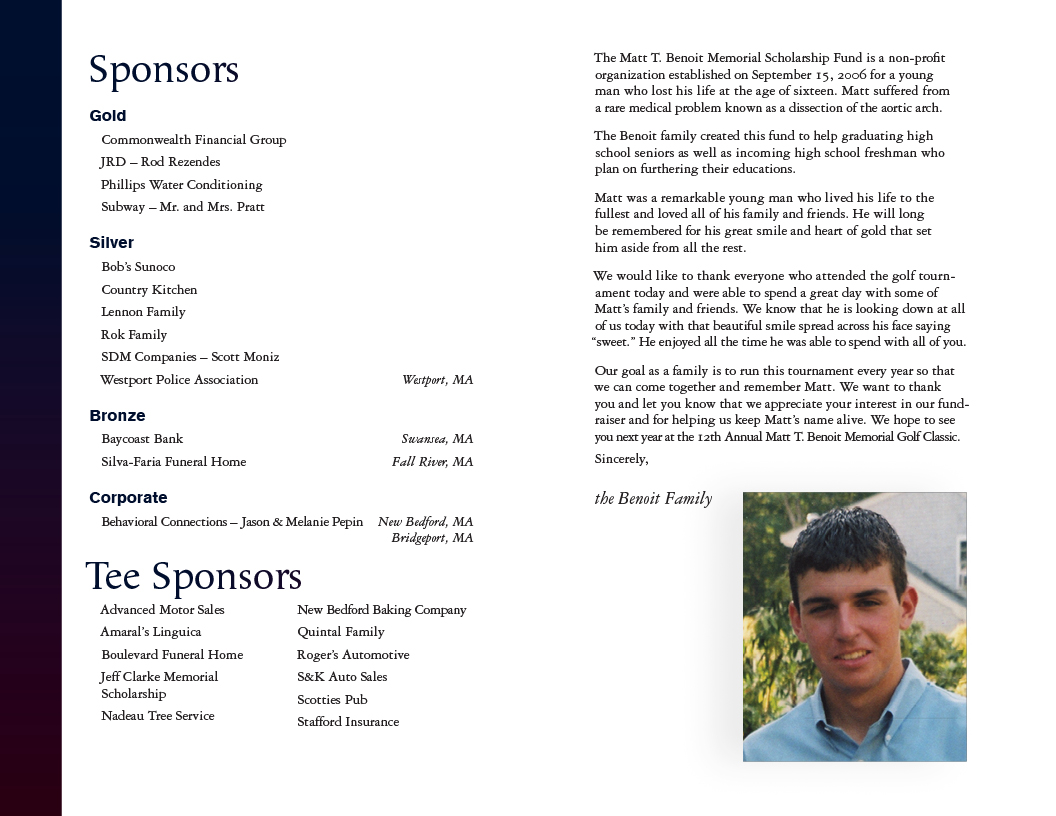 Sponsors
Gold
Commonwealth Financial Group
JRD – Rod Rezendes
Phillips Water Conditioning
Subway – Mr. and Mrs. Pratt
Silver
Bob's Sunoco
Country Kitchen
Lennon Family
Rok Family
SDM Companies – Scott Moniz
Westport Police Association Westport, MA
Bronze
Baycoast Bank Swansea, MA
Silva-Faria Funeral Home Fall River, MA
Corporate
Behavioral Connections – Jason & Melanie Pepin New Bedford, MA
Bridgeport, MA
Tee Sponsors
Advanced Motor Sales
Amaral's Linguica
Boulevard Funeral Home
Jeff Clarke Memorial
Scholarship
Nadeau Tree Service
New Bedford Baking Company
Quintal Family
Roger's Automotive
S&K Auto Sales
Scotties Pub
Stafford Insurance
The Matt T. Benoit Memorial Scholarship Fund is a non-profit
organization established on September 15, 2006 for a young
man who lost his life at the age of sixteen. Matt suffered from
a rare medical problem known as a dissection of the aortic arch.
The Benoit family created this fund to help graduating high
school seniors as well as incoming high school freshman who
plan on furthering their educations.
Matt was a remarkable young man who lived his life to the
fullest and loved all of his family and friends. He will long
be remembered for his great smile and heart of gold that set
him aside from all the rest.
We would like to thank everyone who attended the golf tourn-
ament today and were able to spend a great day with some of
Matt's family and friends. We know that he is looking down at all
of us today with that beautiful smile spread across his face saying
"sweet." He enjoyed all the time he was able to spend with all of you.
Our goal as a family is to run this tournament every year so that
we can come together and remember Matt. We want to thank
you and let you know that we appreciate your interest in our fund-
raiser and for helping us keep Matt's name alive. We hope to see
you next year at the 12th Annual Matt T. Benoit Memorial Golf Classic.
Sincerely,
the Benoit Family